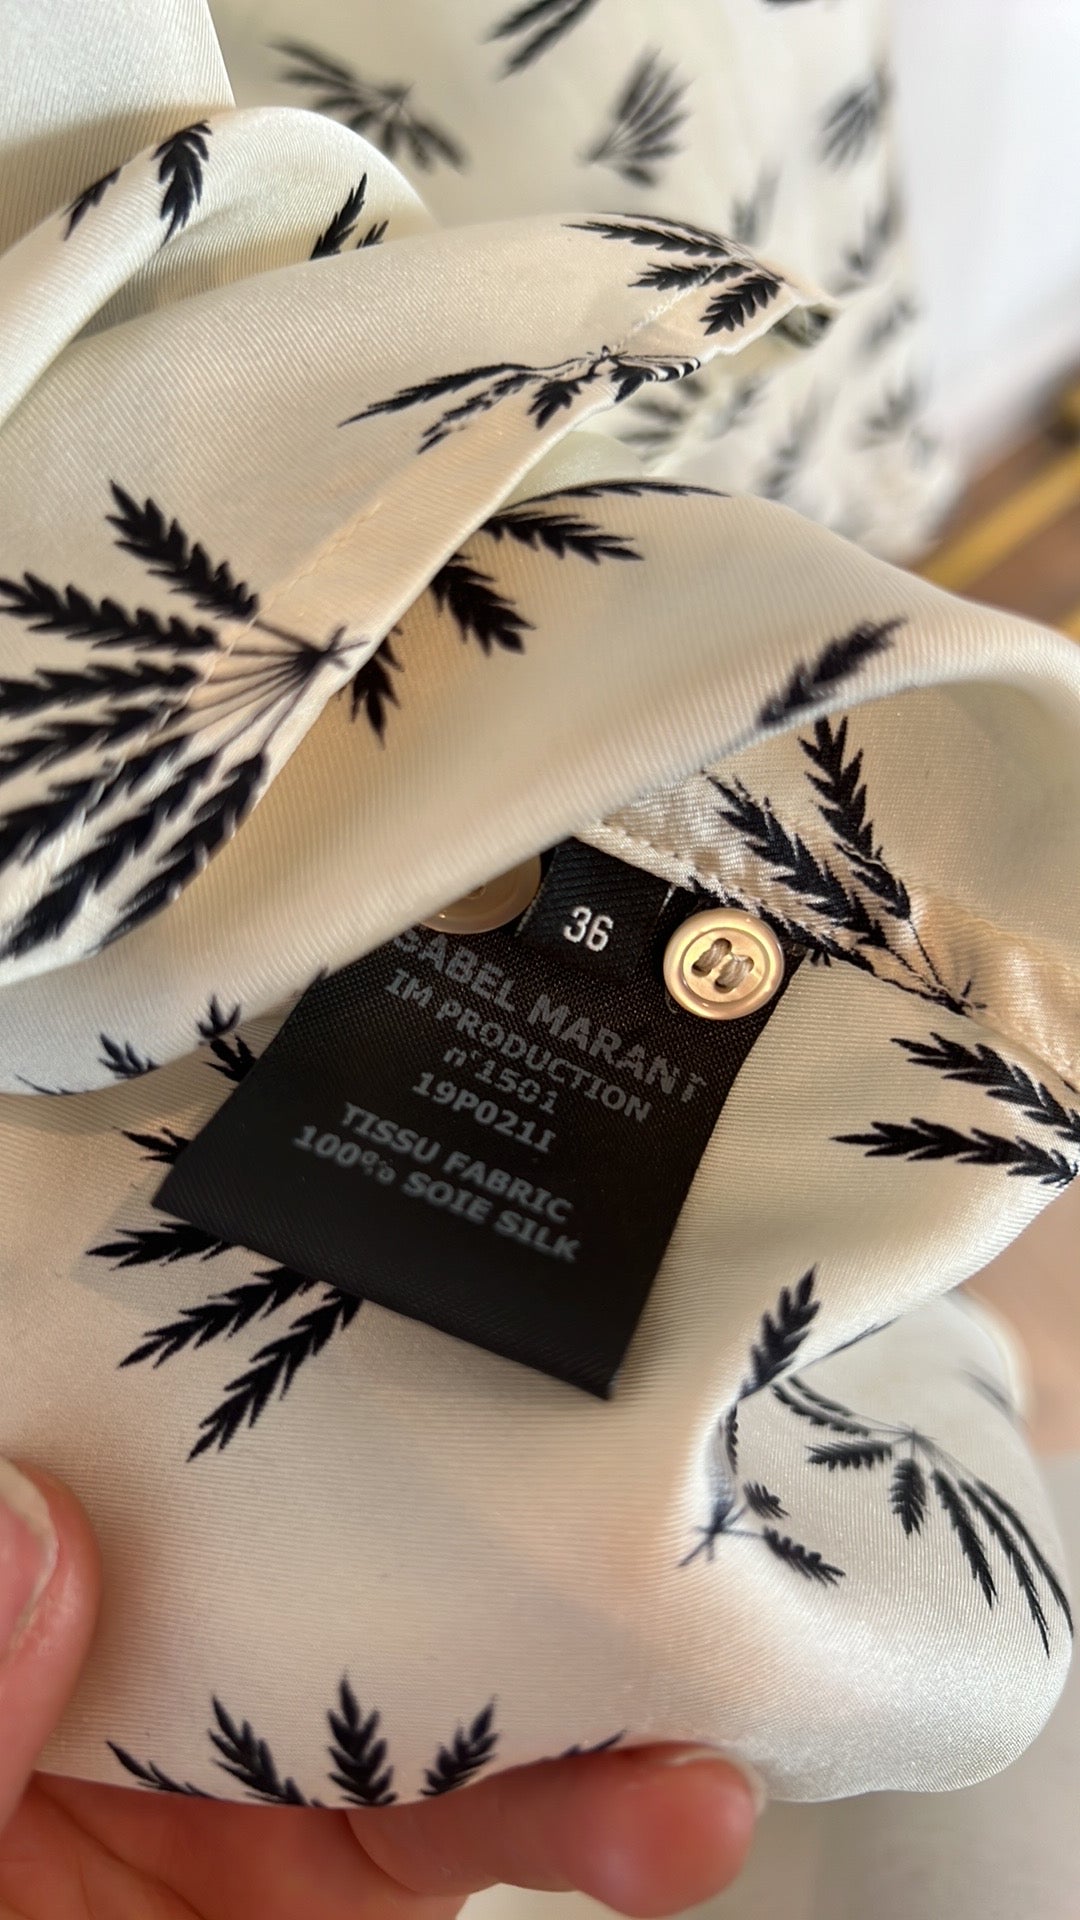 36
ISABEL MARANT
IM PRODUCTION
n°1501
19P021I
TISSU FABRIC
100% SOIE SILK